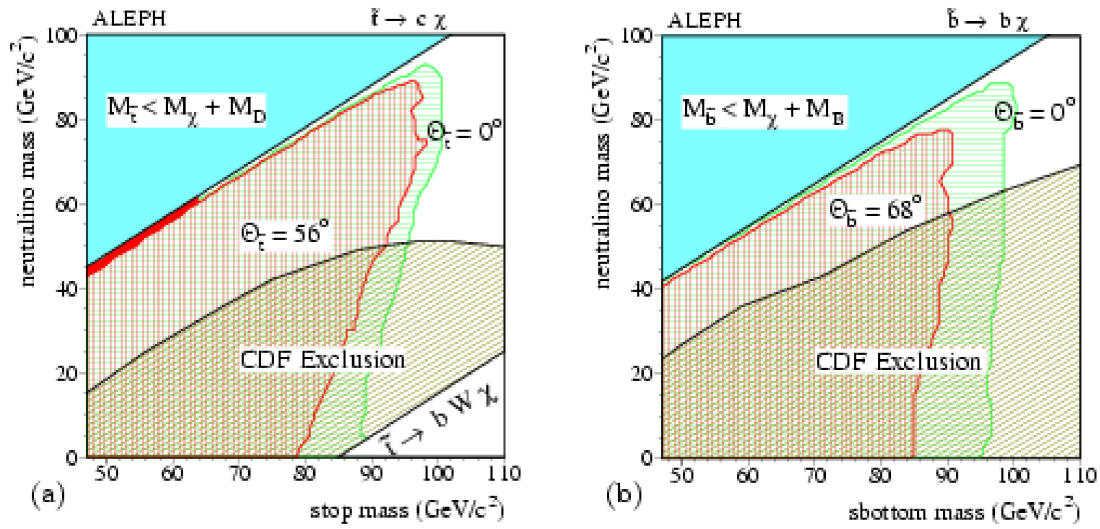 ALEPH
t̃ → c χ
neutralino mass (GeV/c²)
100
80
60
40
20
0
M_t̃ < M_χ + M_D
Θ_t̃ = 0°
Θ_t̃ = 56°
CDF Exclusion
t̃ → b W χ
50 60 70 80 90 100 110
(a)
stop mass (GeV/c²)
ALEPH
b̃ → b χ
neutralino mass (GeV/c²)
100
80
60
40
20
0
M_b̃ < M_χ + M_B
Θ_b̃ = 0°
Θ_b̃ = 68°
CDF Exclusion
50 60 70 80 90 100 110
(b)
sbottom mass (GeV/c²)